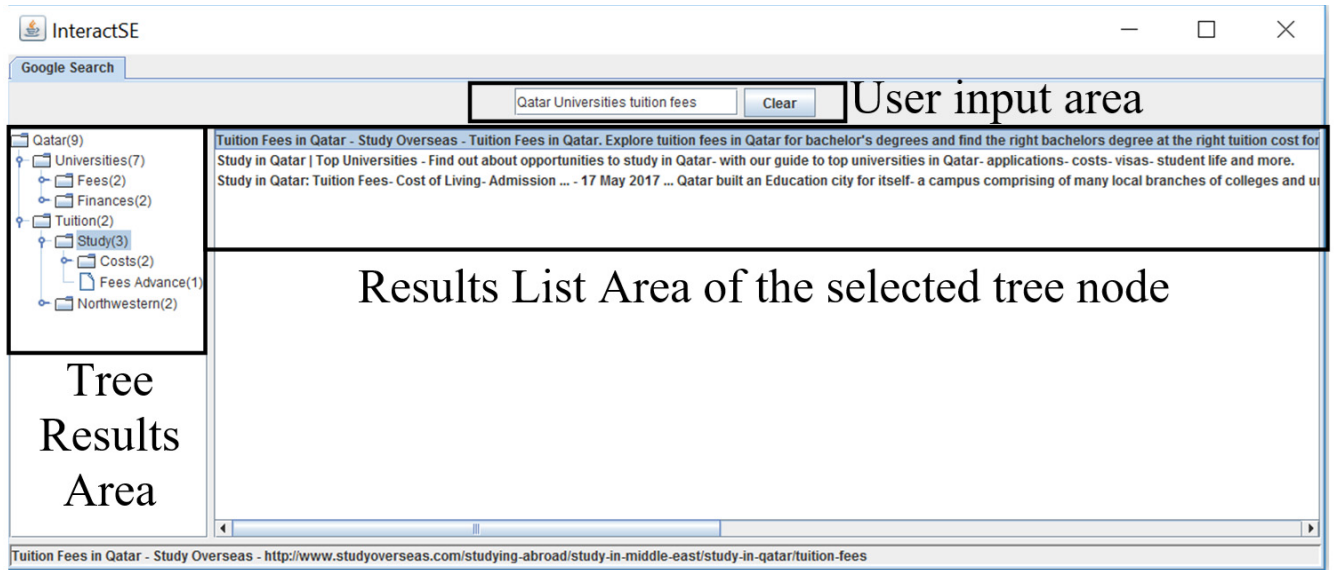 InteractSE
Google Search
Qatar Universities tuition fees
Clear
User input area
Qatar(9)
Universities(7)
Fees(2)
Finances(2)
Tuition(2)
Study(3)
Costs(2)
Fees Advance(1)
Northwestern(2)
Tuition Fees in Qatar - Study Overseas - Tuition Fees in Qatar. Explore tuition fees in Qatar for bachelor's degrees and find the right bachelors degree at the right tuition cost for
Study in Qatar | Top Universities - Find out about opportunities to study in Qatar- with our guide to top universities in Qatar- applications- costs- visas- student life and more.
Study in Qatar: Tuition Fees- Cost of Living- Admission ... - 17 May 2017 ... Qatar built an Education city for itself- a campus comprising of many local branches of colleges and
Results List Area of the selected tree node
Tree
Results
Area
Tuition Fees in Qatar - Study Overseas - http://www.studyoverseas.com/studying-abroad/study-in-middle-east/study-in-qatar/tuition-fees